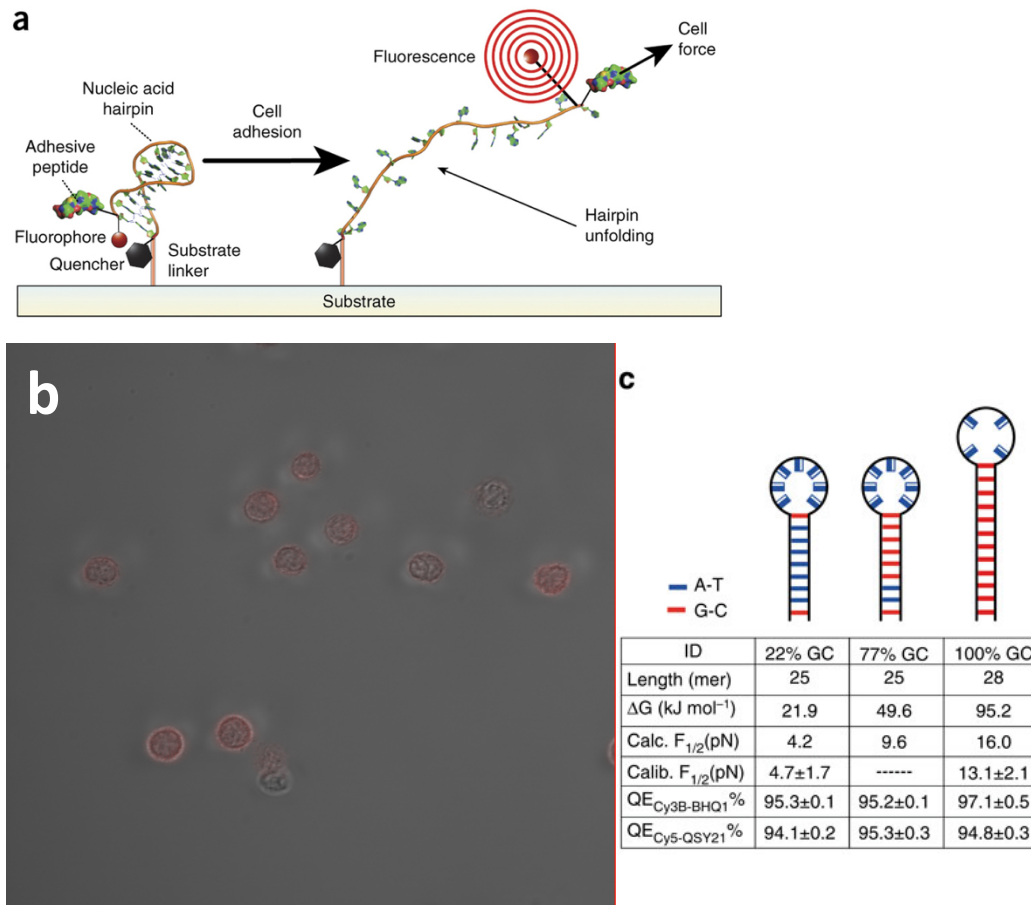 a
Nucleic acid
hairpin
Adhesive
peptide
Fluorophore
Quencher
Substrate
linker
Cell
adhesion
Fluorescence
Cell
force
Hairpin
unfolding
Substrate
b
c
A-T
G-C
ID 22% GC 77% GC 100% GC
Length (mer) 25 25 28
ΔG (kJ mol⁻¹) 21.9 49.6 95.2
Calc. F1/2(pN) 4.2 9.6 16.0
Calib. F1/2(pN) 4.7±1.7 ------ 13.1±2.1
QECy3B-BHQ1% 95.3±0.1 95.2±0.1 97.1±0.5
QECy5-QSY21% 94.1±0.2 95.3±0.3 94.8±0.3